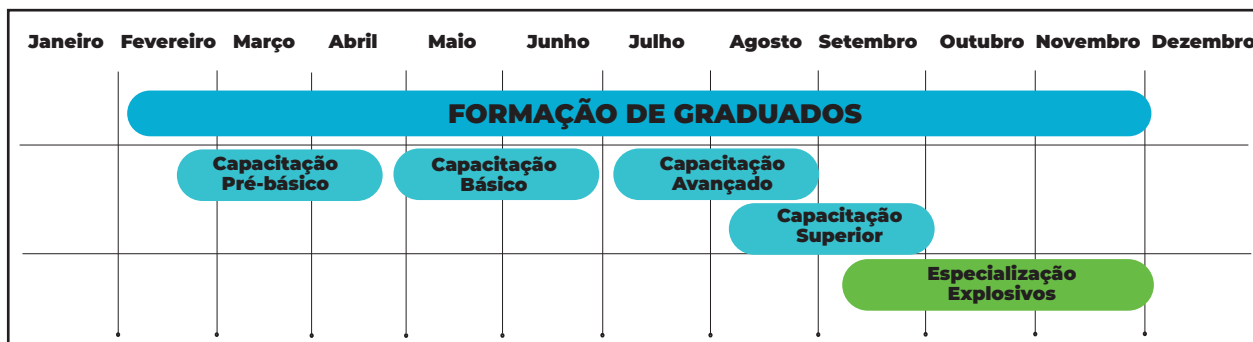 Janeiro Fevereiro Março Abril Maio Junho Julho Agosto Setembro Outubro Novembro Dezembro
FORMAÇÃO DE GRADUADOS
Capacitação
Pré-básico
Capacitação
Básico
Capacitação
Avançado
Capacitação
Superior
Especialização
Explosivos